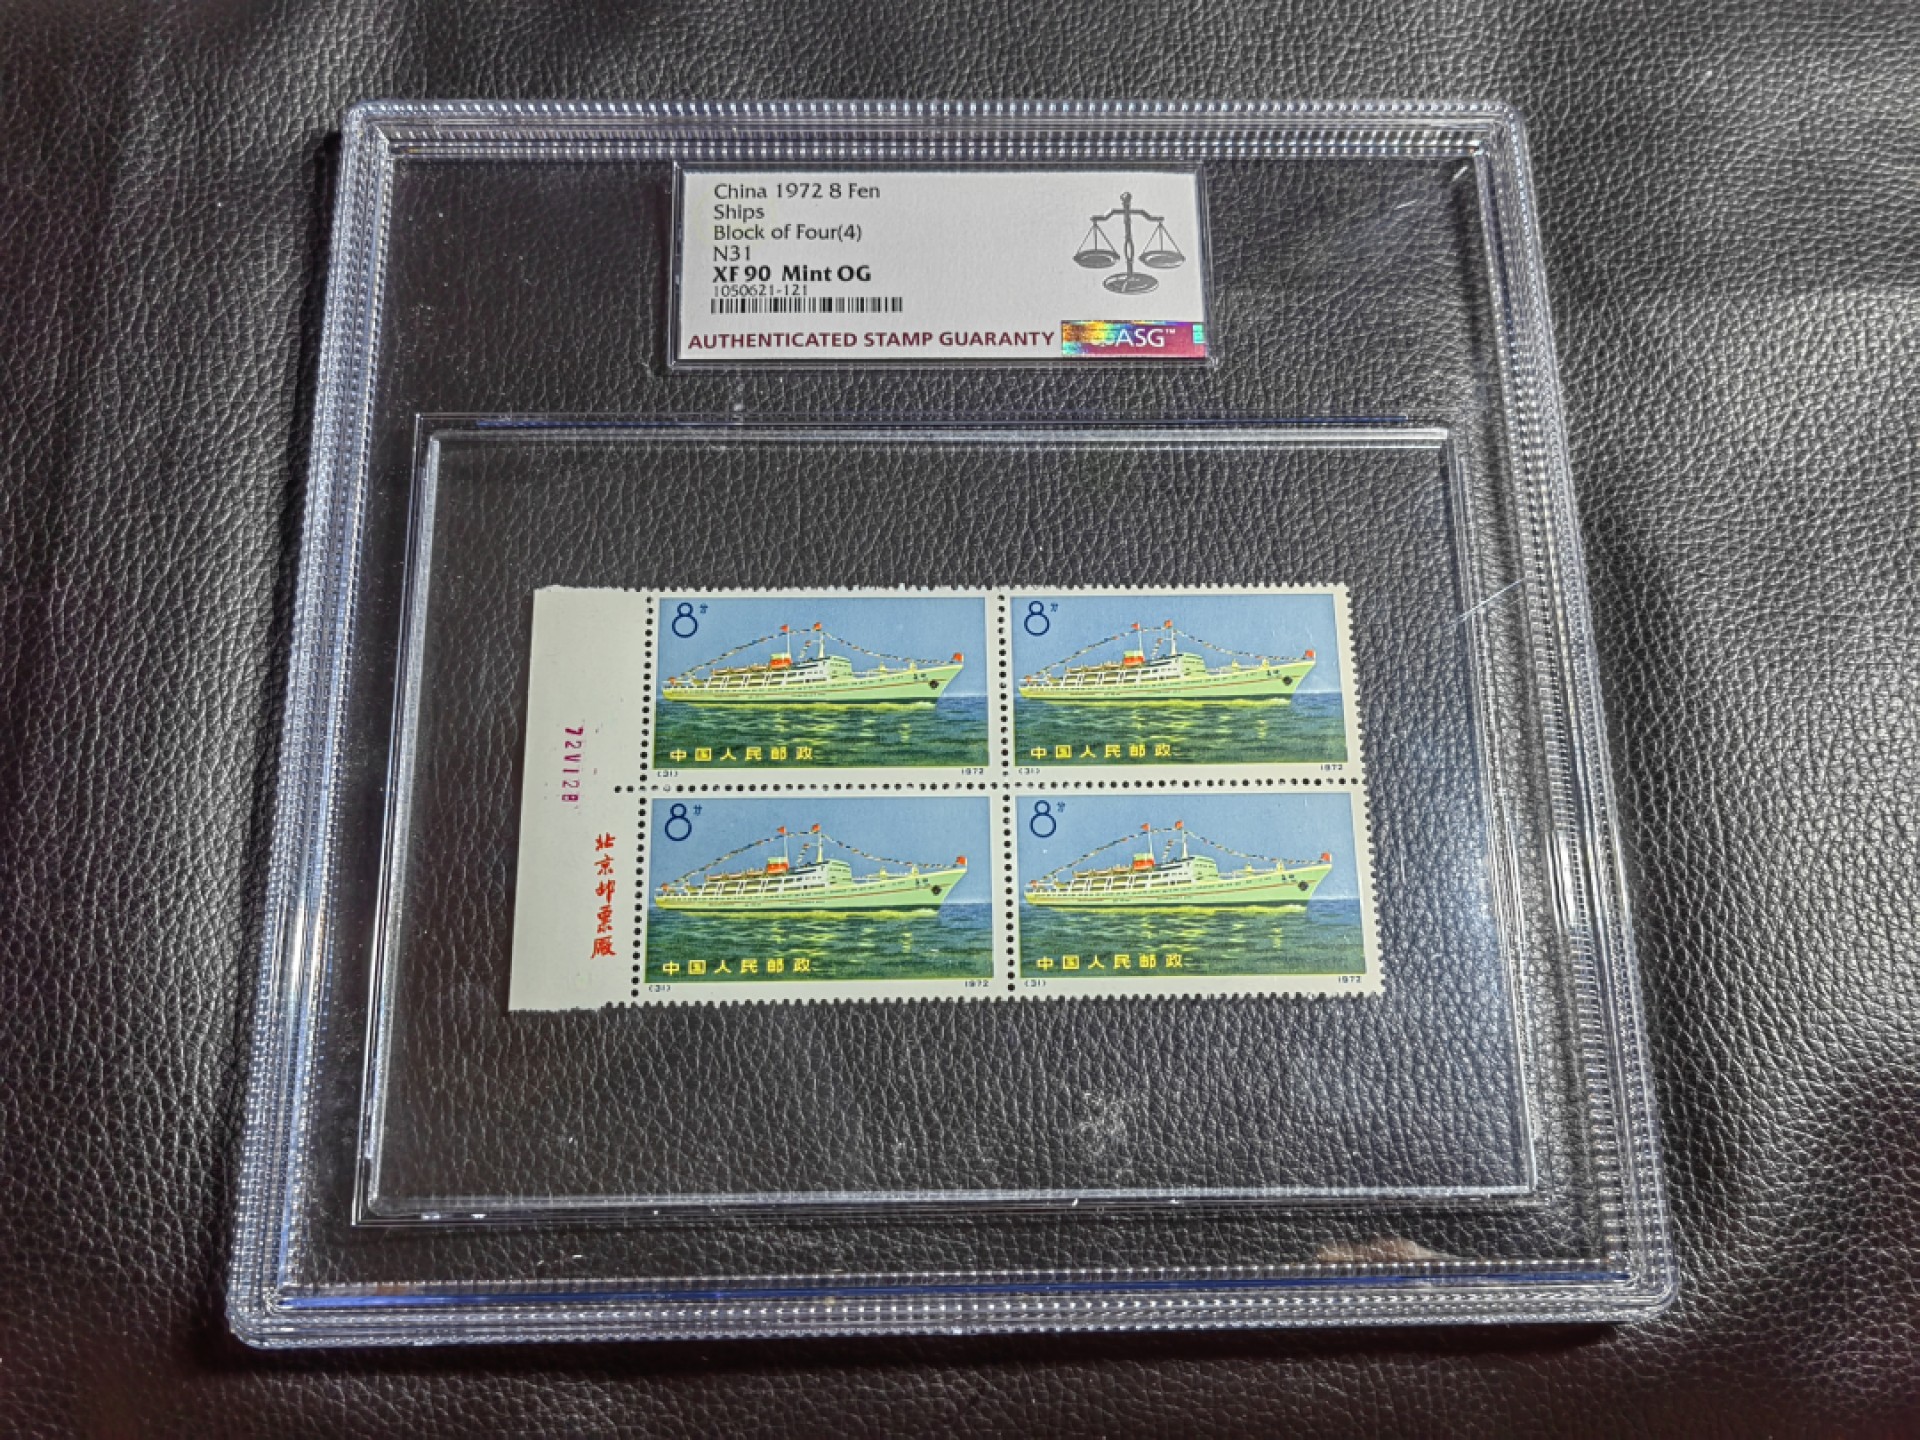 China 1972 8 Fen
Ships
Block of Four(4)
N31
XF 90 Mint OG
1050621-121
AUTHENTICATED STAMP GUARANTY
ASG™
8分
中国人民邮政
(31) 1972
8分
中国人民邮政
(31) 1972
72VI28
北京邮票厂
8分
中国人民邮政
(31) 1972
8分
中国人民邮政
(31) 1972